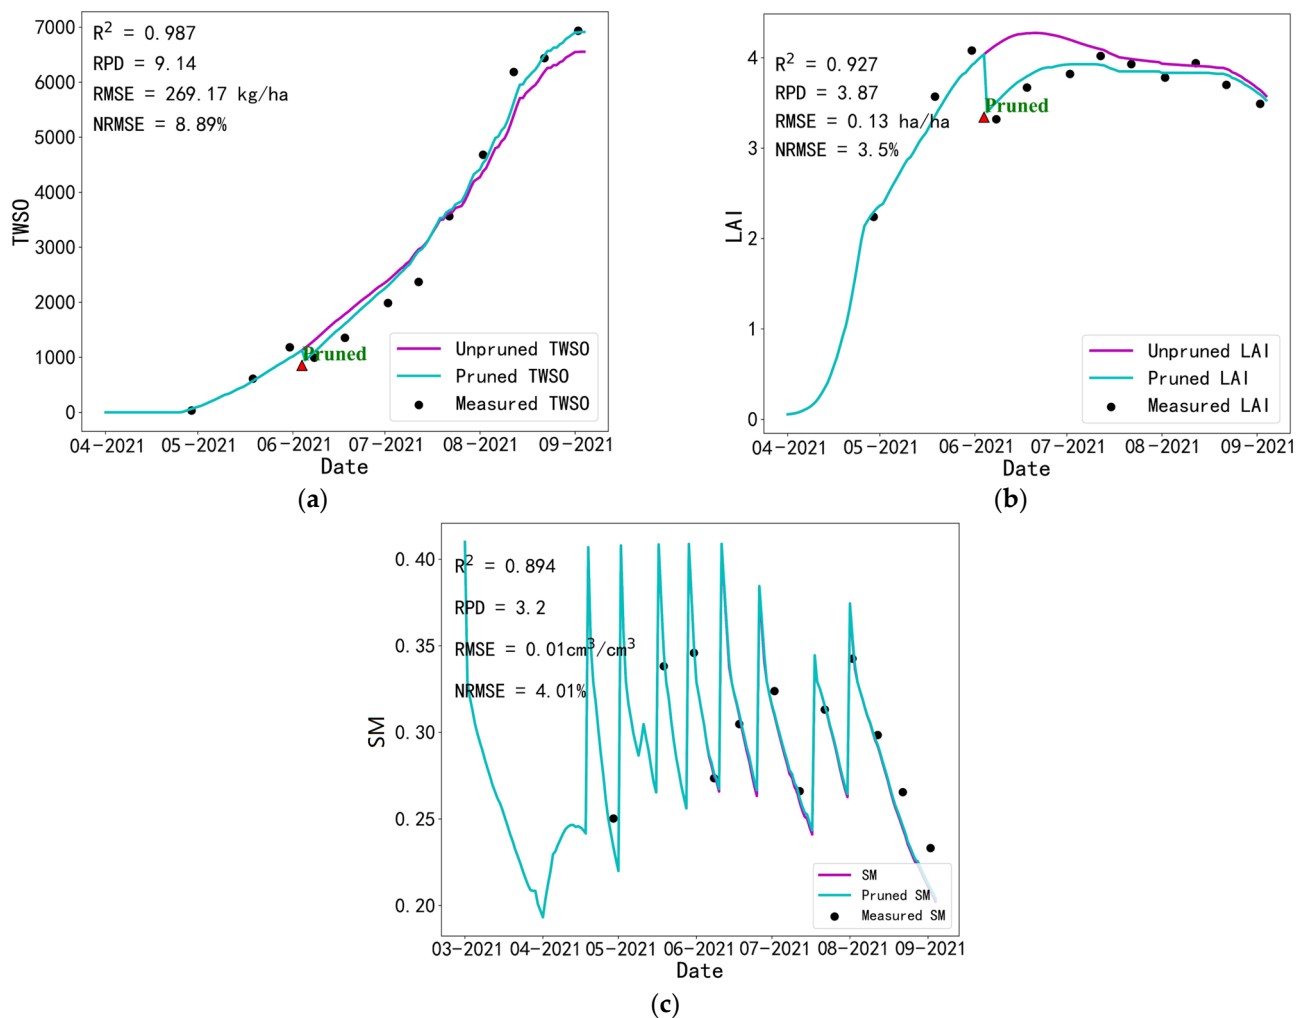 7000
6000
5000
4000
3000
2000
1000
0
TWSO
R² = 0.987
RPD = 9.14
RMSE = 269.17 kg/ha
NRMSE = 8.89%
Pruned
Unpruned TWSO
Pruned TWSO
Measured TWSO
04-2021 05-2021 06-2021 07-2021 08-2021 09-2021
Date
(a)
4
3
2
1
0
LAI
R² = 0.927
RPD = 3.87
RMSE = 0.13 ha/ha
NRMSE = 3.5%
Pruned
Unpruned LAI
Pruned LAI
Measured LAI
04-2021 05-2021 06-2021 07-2021 08-2021 09-2021
Date
(b)
0.40
0.35
0.30
0.25
0.20
SM
R² = 0.894
RPD = 3.2
RMSE = 0.01cm³/cm³
NRMSE = 4.01%
SM
Pruned SM
Measured SM
03-2021 04-2021 05-2021 06-2021 07-2021 08-2021 09-2021
Date
(c)